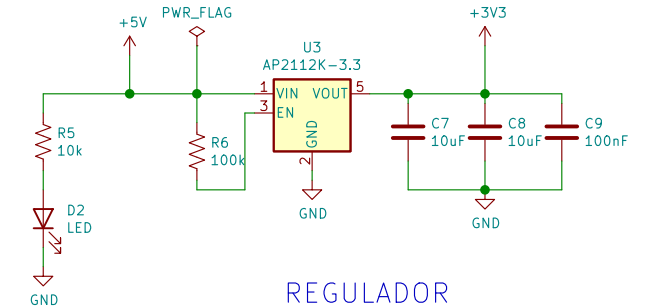 PWR_FLAG
+5V
+3V3
U3
AP2112K-3.3
1
VIN
VOUT
5
3
EN
GND
2
R5
10k
R6
100k
C7
10uF
C8
10uF
C9
100nF
D2
LED
GND
GND
GND
REGULADOR